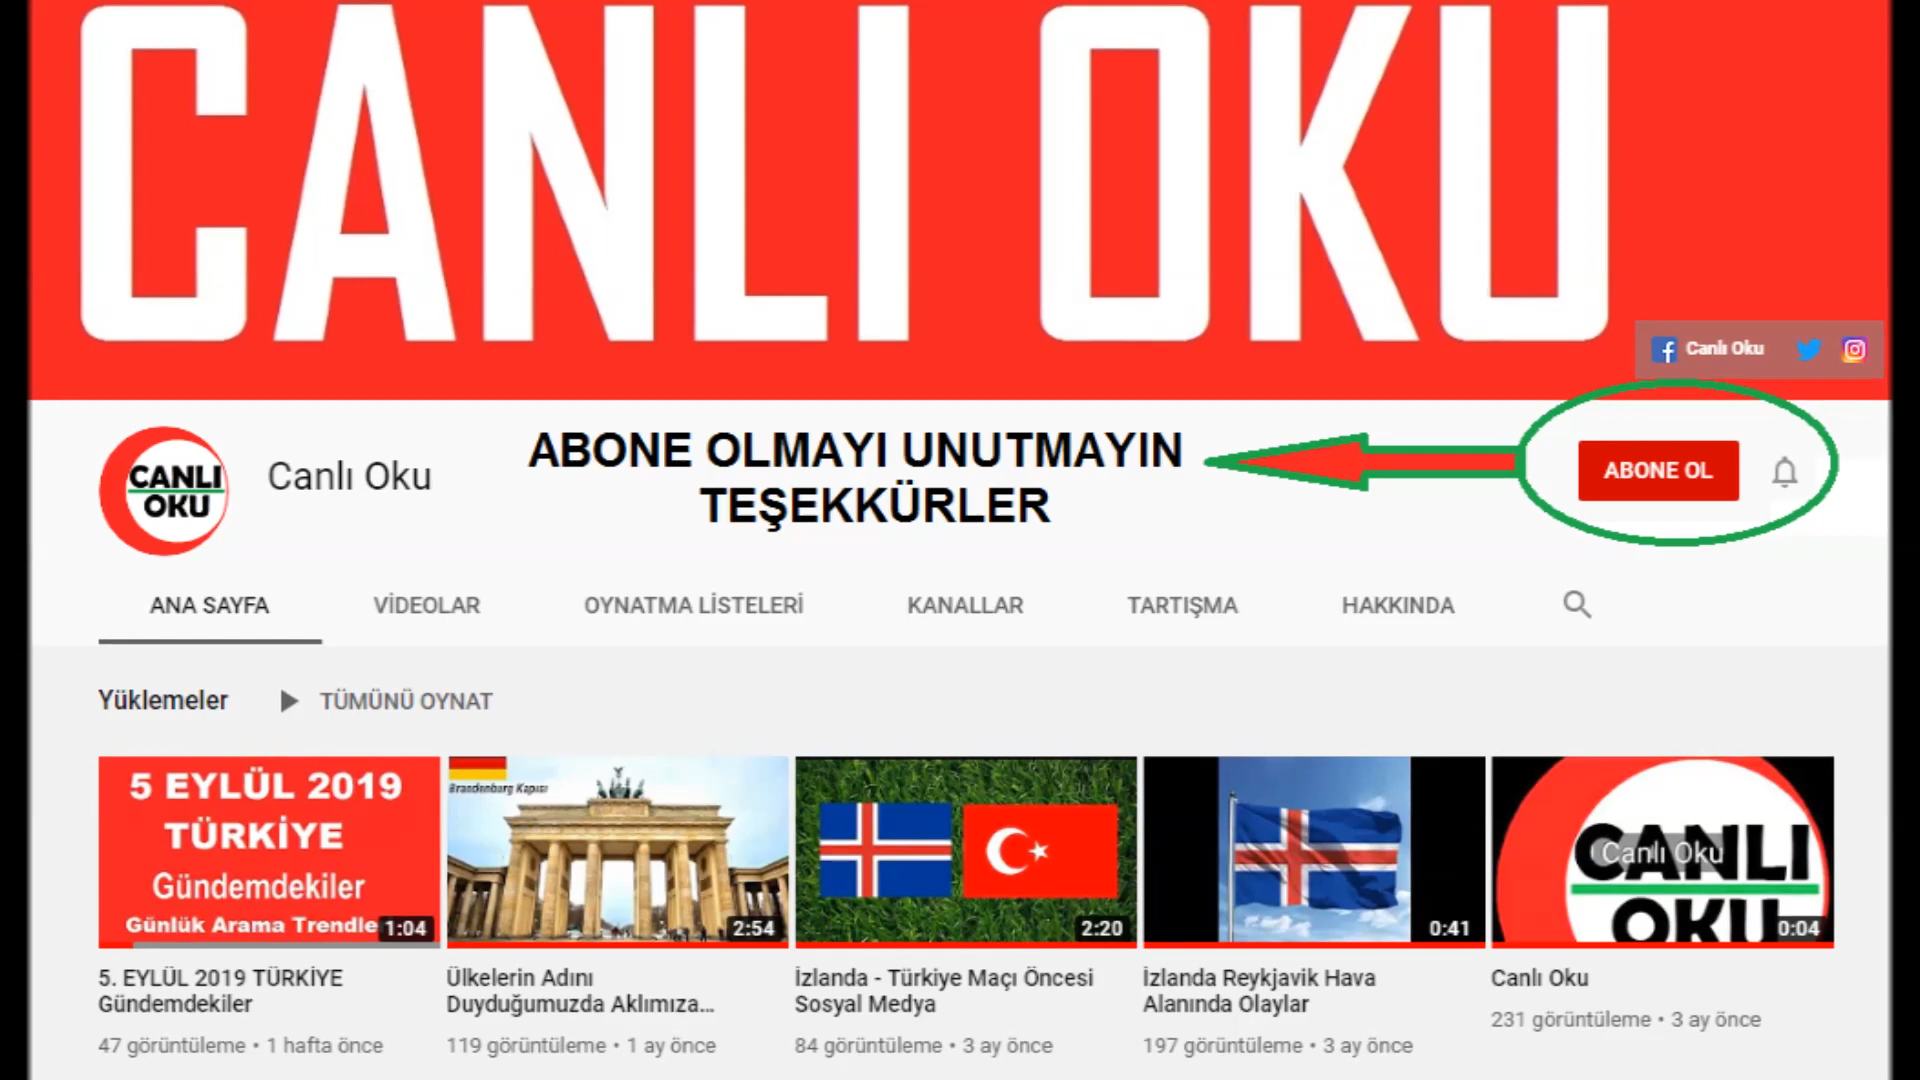 CANLI OKU
Canlı Oku
CANLI
OKU
Canlı Oku
ABONE OLMAYI UNUTMAYIN
TEŞEKKÜRLER
ABONE OL
ANA SAYFA
VİDEOLAR
OYNATMA LİSTELERİ
KANALLAR
TARTIŞMA
HAKKINDA
Yüklemeler
TÜMÜNÜ OYNAT
5 EYLÜL 2019
TÜRKİYE
Gündemdekiler
Günlük Arama Trendle
1:04
Brandenburg Kapısı
2:54
2:20
0:41
CANLI
Canlı Oku
OKU
0:04
5. EYLÜL 2019 TÜRKİYE
Gündemdekiler
47 görüntüleme • 1 hafta önce
Ülkelerin Adını
Duyduğumuzda Aklımıza...
119 görüntüleme • 1 ay önce
İzlanda - Türkiye Maçı Öncesi
Sosyal Medya
84 görüntüleme • 3 ay önce
İzlanda Reykjavik Hava
Alanında Olaylar
197 görüntüleme • 3 ay önce
Canlı Oku
231 görüntüleme • 3 ay önce